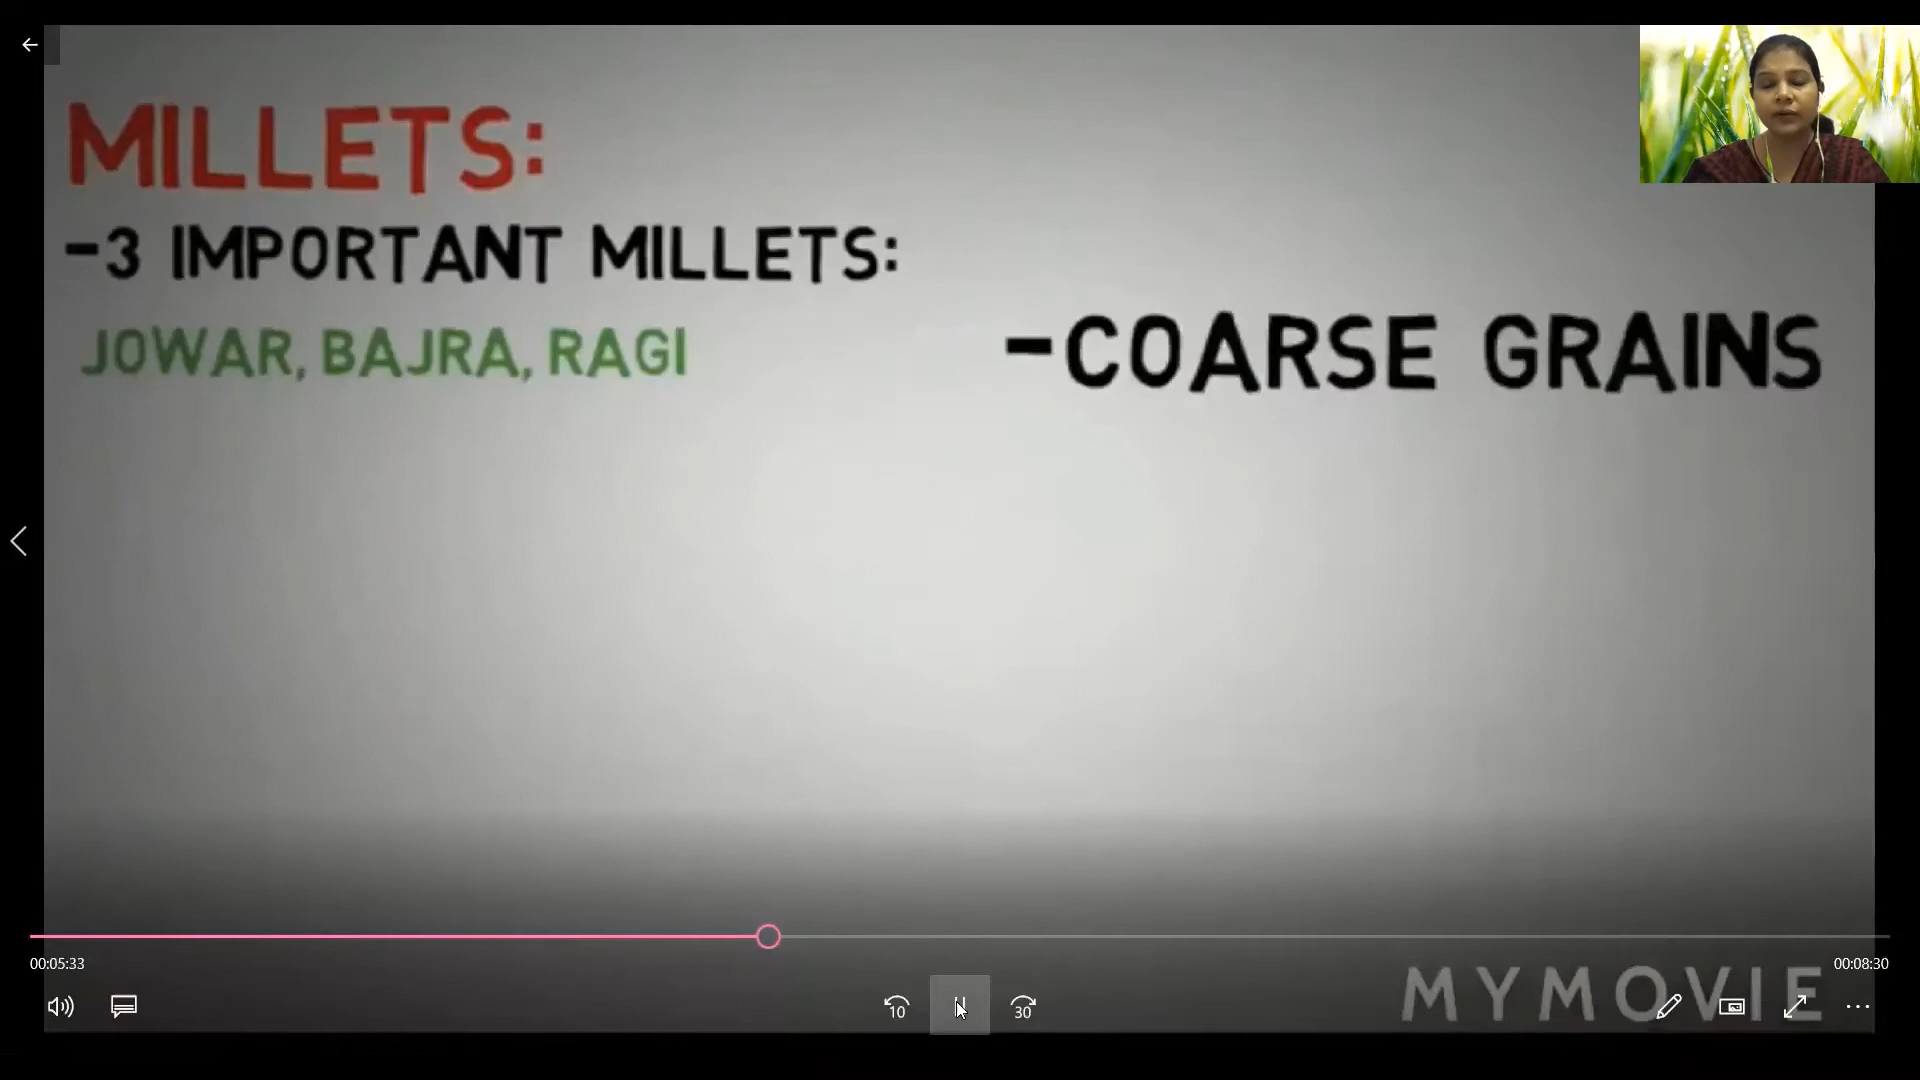 MILLETS:
-3 IMPORTANT MILLETS:
JOWAR, BAJRA, RAGI
-COARSE GRAINS
00:05:33
00:08:30
MYMOVIE
10
30